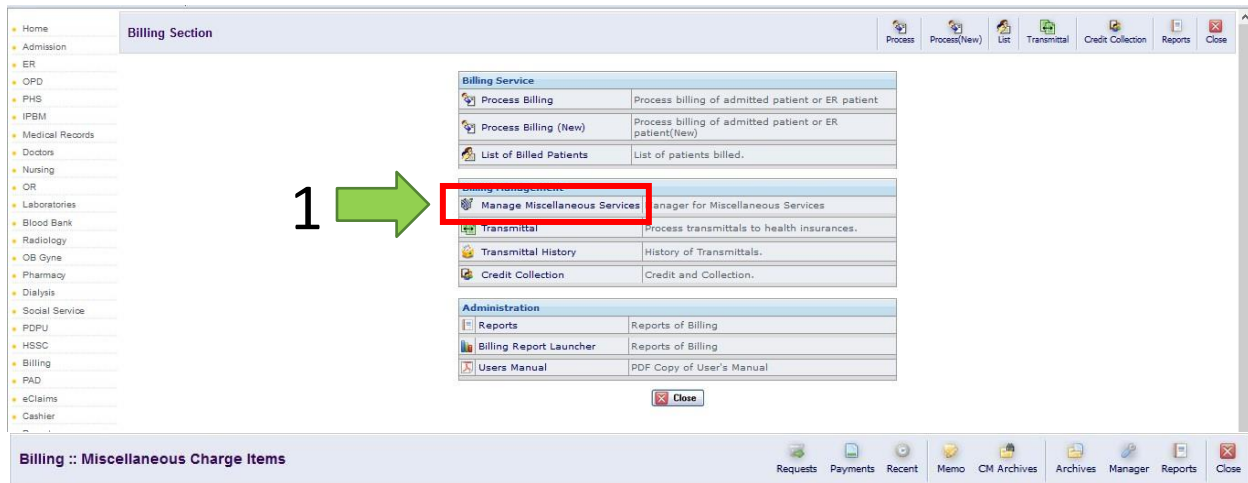 Home
Admission
ER
OPD
PHS
IPBM
Medical Records
Doctors
Nursing
OR
Laboratories
Blood Bank
Radiology
OB Gyne
Pharmacy
Dialysis
Social Service
PDPU
HSSC
Billing
PAD
eClaims
Cashier
Billing Section
Process Process(New) List Transmittal Credit Collection Reports Close
Billing Service
Process Billing Process billing of admitted patient or ER patient
Process Billing (New) Process billing of admitted patient or ER
patient(New)
List of Billed Patients List of patients billed.
Billing Management
1
Manage Miscellaneous Services Manager for Miscellaneous Services
Transmittal Process transmittals to health insurances.
Transmittal History History of Transmittals.
Credit Collection Credit and Collection.
Administration
Reports Reports of Billing
Billing Report Launcher Reports of Billing
Users Manual PDF Copy of User's Manual
Close
Billing :: Miscellaneous Charge Items
Requests Payments Recent Memo CM Archives Archives Manager Reports Close